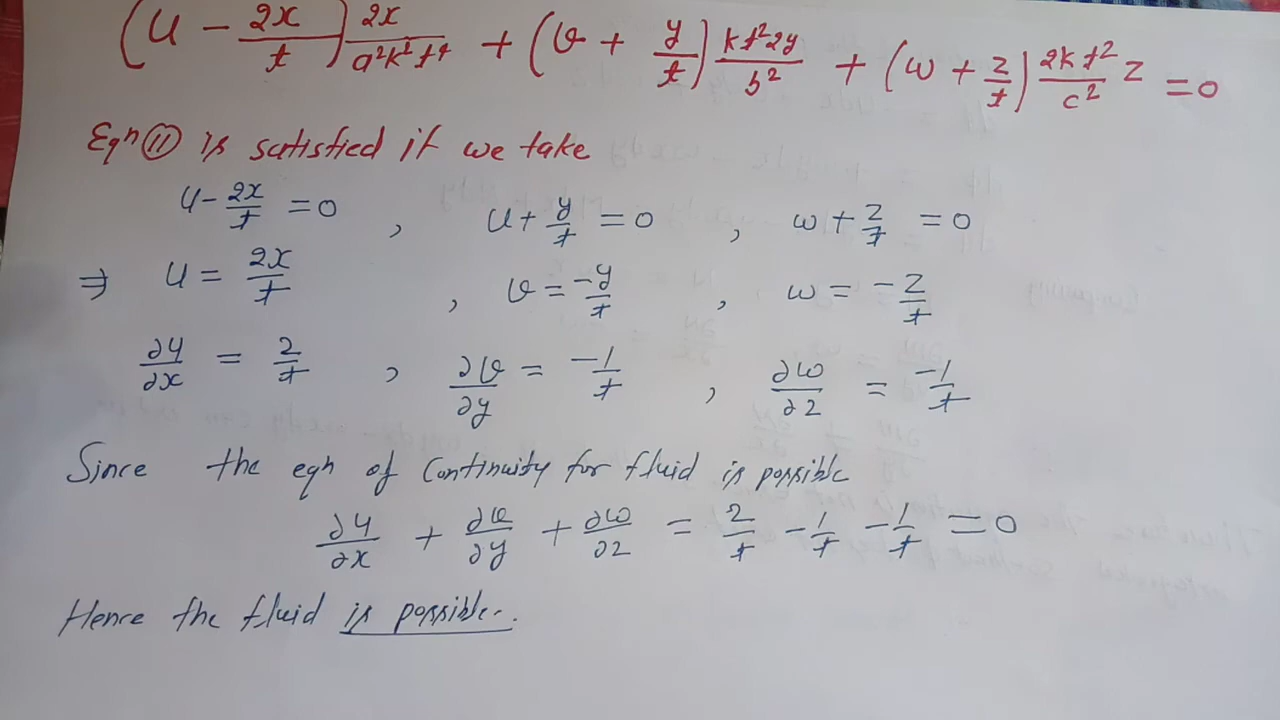 (u - 2x/t) 2x/a²k²t⁴ + (v + y/t) kt²2y/b² + (w + z/t) 2kt²/c² z = 0
Eqn ⑪ is satisfied if we take
u - 2x/t = 0 , u + y/t = 0 , w + z/t = 0
⇒ u = 2x/t , v = -y/t , w = -z/t
∂u/∂x = 2/t , ∂v/∂y = -1/t , ∂w/∂z = -1/t
Since the eqn of Continuity for fluid is possible
∂u/∂x + ∂v/∂y + ∂w/∂z = 2/t - 1/t - 1/t = 0
Hence the fluid is possible.